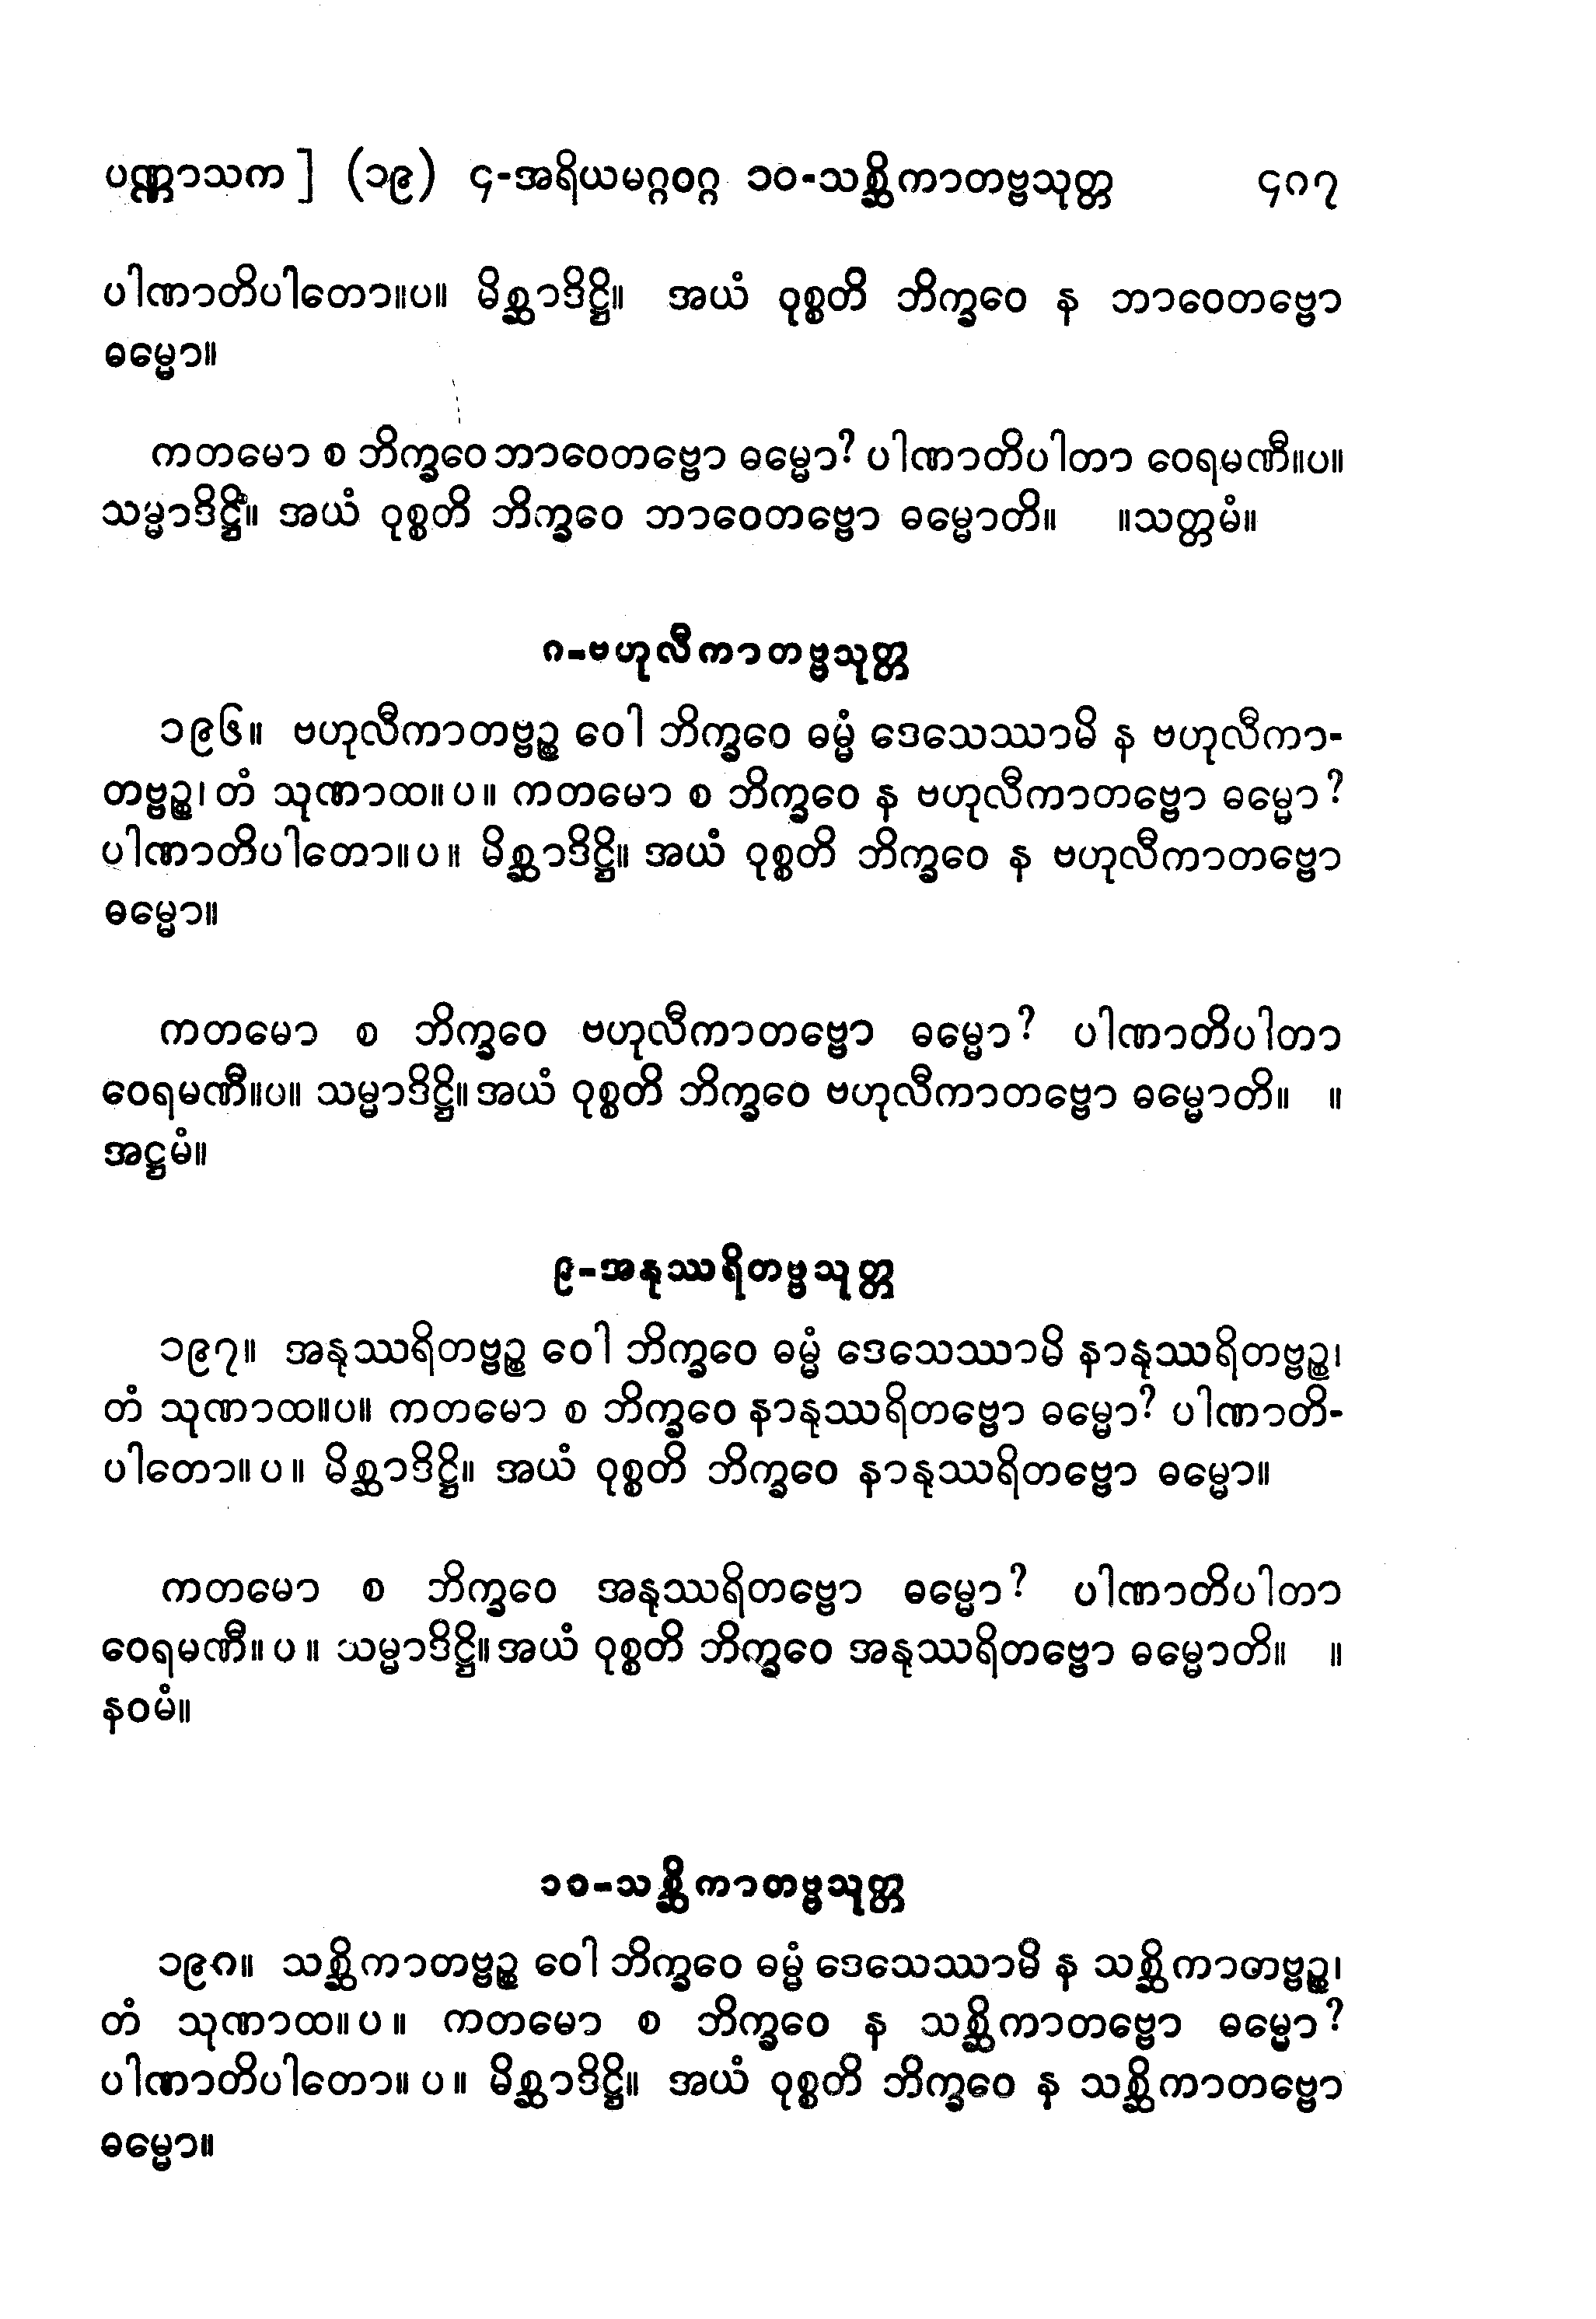 ပဏ္ဏာသက] (၁၉) ၄-အရိယမဂ္ဂဝဂ္ဂ ၁၀-သစ္ဆိကာတဗ္ဗသုတ္တ ၄၈၇
ပါဏာတိပါတော။ပ။ မိစ္ဆာဒိဋ္ဌိ။ အယံ ဝုစ္စတိ ဘိက္ခဝေ န ဘာဝေတဗ္ဗော
ဓမ္မော။
ကတမော စ ဘိက္ခဝေ ဘာဝေတဗ္ဗော ဓမ္မော? ပါဏာတိပါတာ ဝေရမဏီ။ပ။
သမ္မာဒိဋ္ဌိ။ အယံ ဝုစ္စတိ ဘိက္ခဝေ ဘာဝေတဗ္ဗော ဓမ္မောတိ။ ။သတ္တမံ။
၈-ဗဟုလီကာတဗ္ဗသုတ္တ
၁၉၆။ ဗဟုလီကာတဗ္ဗဉ္စ ဝေါ ဘိက္ခဝေ ဓမ္မံ ဒေသေဿာမိ န ဗဟုလီကာ-
တဗ္ဗဉ္စ၊ တံ သုဏာထ။ ပ။ ကတမော စ ဘိက္ခဝေ န ဗဟုလီကာတဗ္ဗော ဓမ္မော?
ပါဏာတိပါတော။ ပ။ မိစ္ဆာဒိဋ္ဌိ။ အယံ ဝုစ္စတိ ဘိက္ခဝေ န ဗဟုလီကာတဗ္ဗော
ဓမ္မော။
ကတမော စ ဘိက္ခဝေ ဗဟုလီကာတဗ္ဗော ဓမ္မော? ပါဏာတိပါတာ
ဝေရမဏီ။ပ။ သမ္မာဒိဋ္ဌိ။ အယံ ဝုစ္စတိ ဘိက္ခဝေ ဗဟုလီကာတဗ္ဗော ဓမ္မောတိ။ ။
အဋ္ဌမံ။
၉-အနုဿရိတဗ္ဗသုတ္တ
၁၉၇။ အနုဿရိတဗ္ဗဉ္စ ဝေါ ဘိက္ခဝေ ဓမ္မံ ဒေသေဿာမိ နာနုဿရိတဗ္ဗဉ္စ၊
တံ သုဏာထ။ပ။ ကတမော စ ဘိက္ခဝေ နာနုဿရိတဗ္ဗော ဓမ္မော? ပါဏာတိ-
ပါတော။ ပ။ မိစ္ဆာဒိဋ္ဌိ။ အယံ ဝုစ္စတိ ဘိက္ခဝေ နာနုဿရိတဗ္ဗော ဓမ္မော။
ကတမော စ ဘိက္ခဝေ အနုဿရိတဗ္ဗော ဓမ္မော? ပါဏာတိပါတာ
ဝေရမဏီ။ ပ။ သမ္မာဒိဋ္ဌိ။ အယံ ဝုစ္စတိ ဘိက္ခဝေ အနုဿရိတဗ္ဗော ဓမ္မောတိ။ ။
နဝမံ။
၁၀-သစ္ဆိကာတဗ္ဗသုတ္တ
၁၉၈။ သစ္ဆိကာတဗ္ဗဉ္စ ဝေါ ဘိက္ခဝေ ဓမ္မံ ဒေသေဿာမိ န သစ္ဆိကာတဗ္ဗဉ္စ၊
တံ သုဏာထ။ ပ။ ကတမော စ ဘိက္ခဝေ န သစ္ဆိကာတဗ္ဗော ဓမ္မော?
ပါဏာတိပါတော။ ပ။ မိစ္ဆာဒိဋ္ဌိ။ အယံ ဝုစ္စတိ ဘိက္ခဝေ န သစ္ဆိကာတဗ္ဗော
ဓမ္မော။